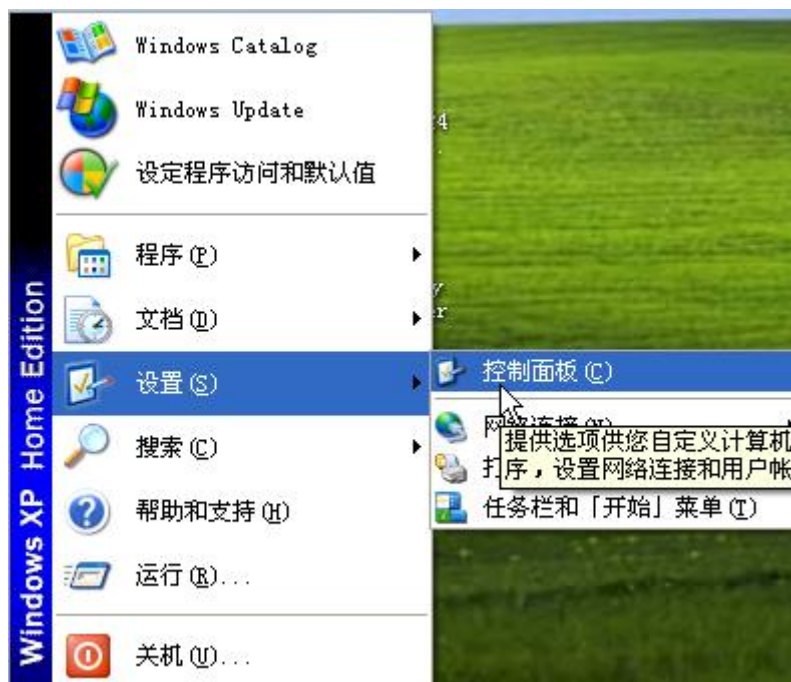 Windows XP Home Edition
Windows Catalog
Windows Update
设定程序访问和默认值
程序(P)
文档(D)
设置(S)
控制面板(C)
提供选项供您自定义计算机
序，设置网络连接和用户帐
任务栏和「开始」菜单(T)
搜索(C)
帮助和支持(H)
运行(R)...
关机(U)...